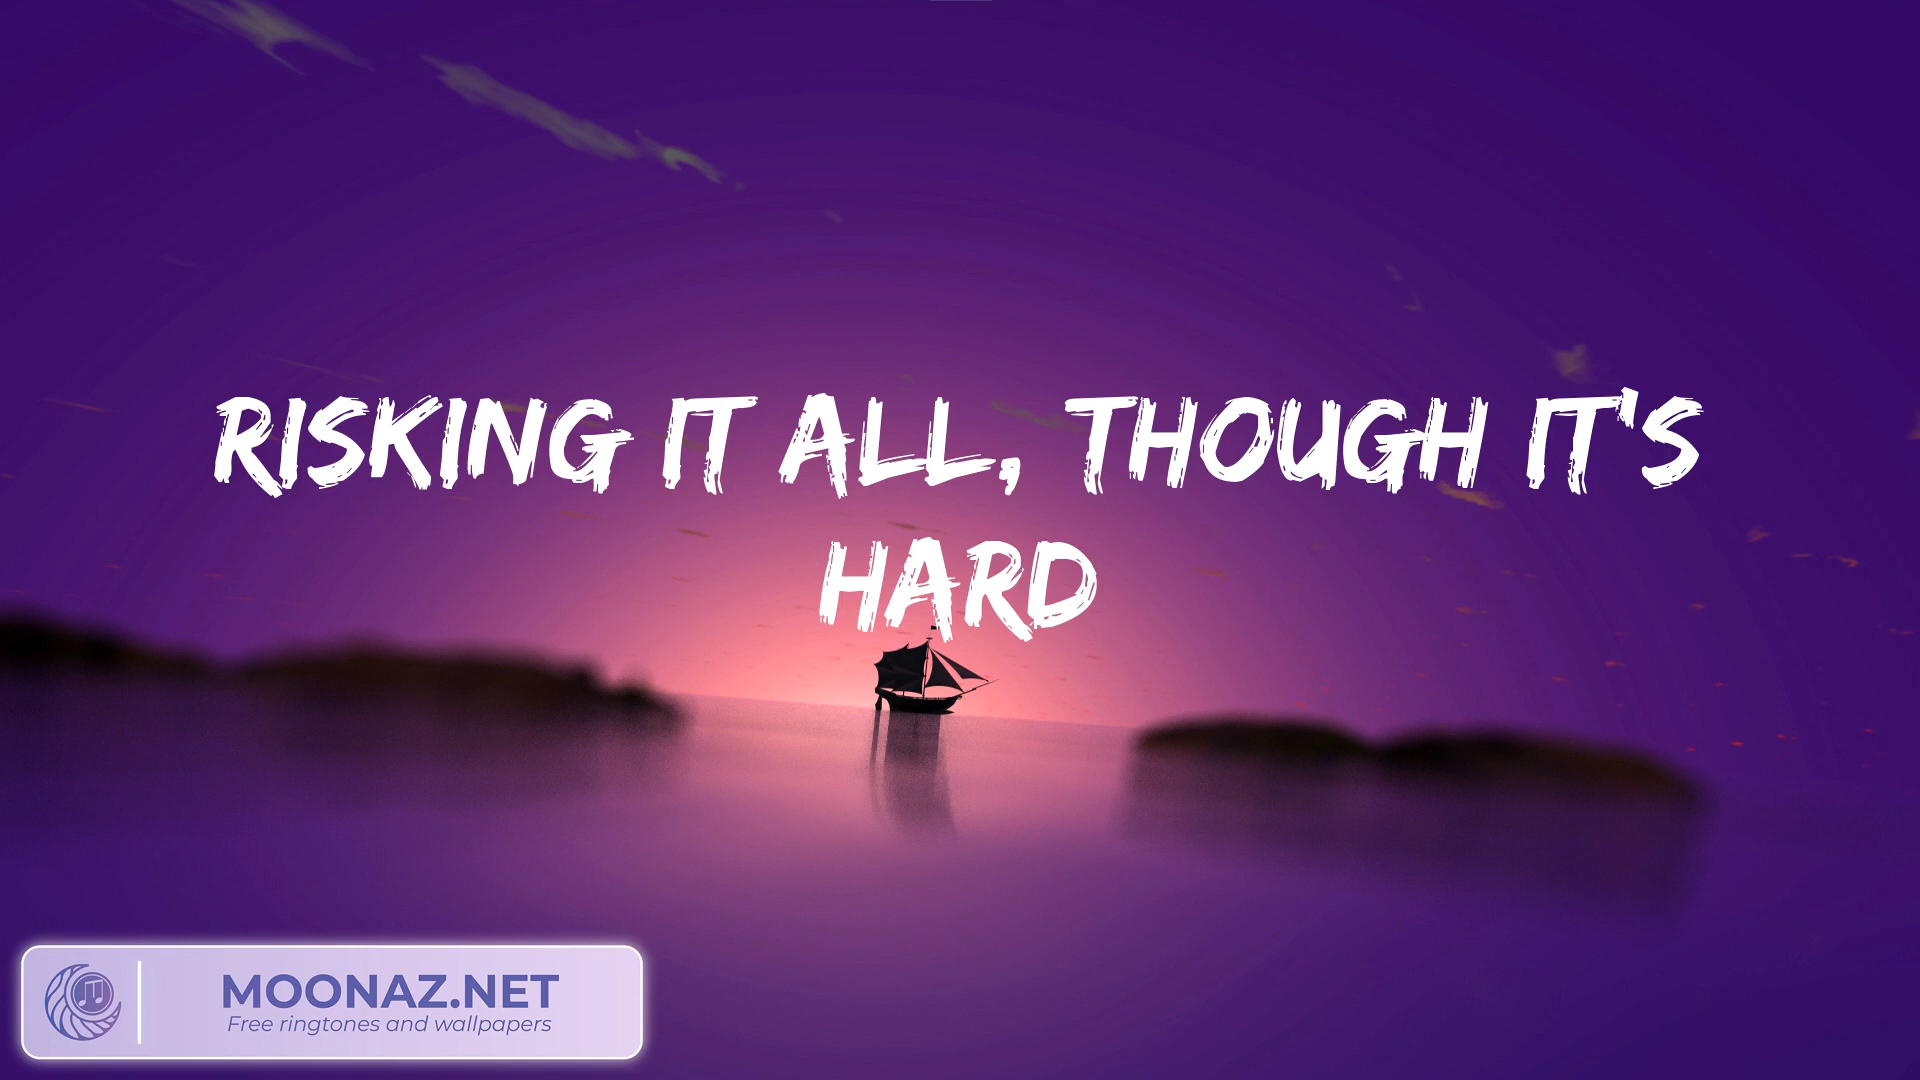 RISKING IT ALL, THOUGH IT'S
HARD
MOONAZ.NET
Free ringtones and wallpapers